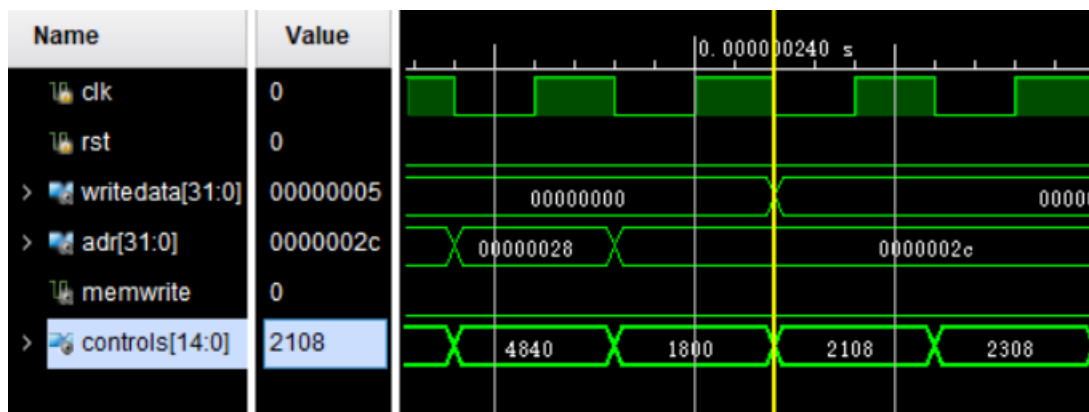 Name Value
0.000000240 s
clk 0
rst 0
writedata[31:0] 00000005 00000000 0000
adr[31:0] 0000002c 00000028 0000002c
memwrite 0
controls[14:0] 2108 4840 1800 2108 2308